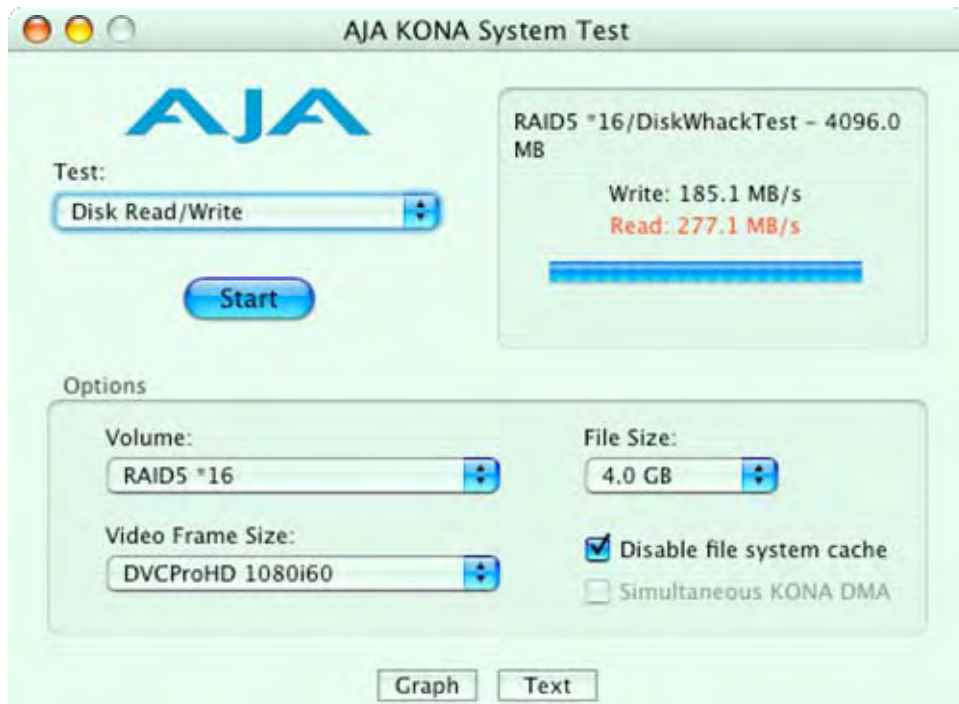 AJA KONA System Test
AJA
Test:
Disk Read/Write
Start
RAID5 *16/DiskWhackTest - 4096.0
MB
Write: 185.1 MB/s
Read: 277.1 MB/s
Options
Volume:
RAID5 *16
Video Frame Size:
DVCProHD 1080i60
File Size:
4.0 GB
Disable file system cache
Simultaneous KONA DMA
Graph
Text